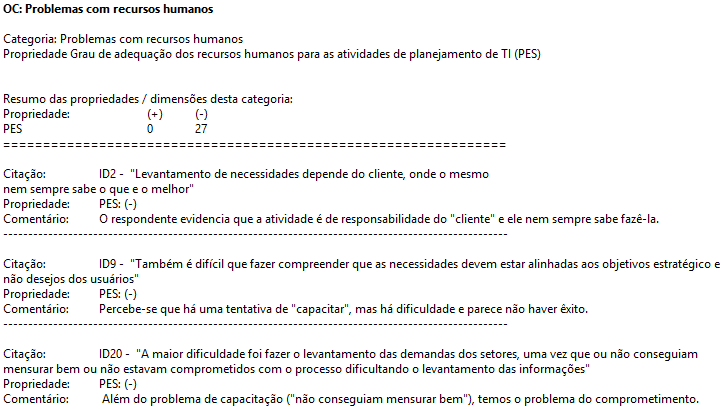 OC: Problemas com recursos humanos
Categoria: Problemas com recursos humanos
Propriedade Grau de adequação dos recursos humanos para as atividades de planejamento de TI (PES)
Resumo das propriedades / dimensões desta categoria:
Propriedade: (+) (-)
PES 0 27
================================================================
Citação: ID2 - "Levantamento de necessidades depende do cliente, onde o mesmo
nem sempre sabe o que e o melhor"
Propriedade: PES: (-)
Comentário: O respondente evidencia que a atividade é de responsabilidade do "cliente" e ele nem sempre sabe fazê-la.
-----------------------------------------------------------------------------------------------------
Citação: ID9 - "Também é difícil que fazer compreender que as necessidades devem estar alinhadas aos objetivos estratégico e
não desejos dos usuários"
Propriedade: PES: (-)
Comentário: Percebe-se que há uma tentativa de "capacitar", mas há dificuldade e parece não haver êxito.
-----------------------------------------------------------------------------------------------------
Citação: ID20 - "A maior dificuldade foi fazer o levantamento das demandas dos setores, uma vez que ou não conseguiam
mensurar bem ou não estavam comprometidos com o processo dificultando o levantamento das informações"
Propriedade: PES: (-)
Comentário: Além do problema de capacitação ("não conseguiam mensurar bem"), temos o problema do comprometimento.